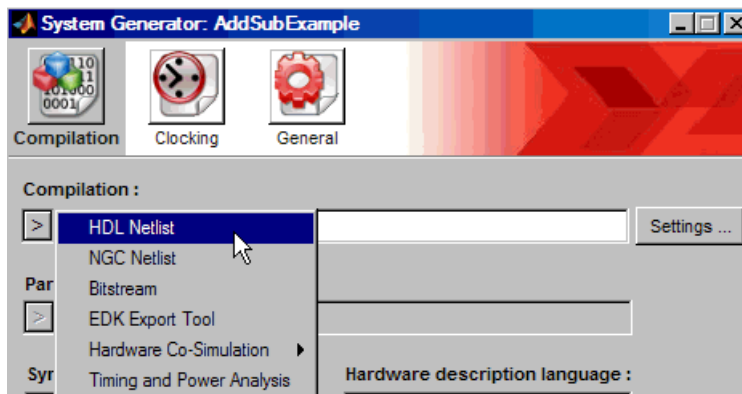 System Generator: AddSubExample
Compilation
Clocking
General
Compilation :
>
HDL Netlist
Settings ...
NGC Netlist
Par
Bitstream
>
EDK Export Tool
Hardware Co-Simulation
Syr
Timing and Power Analysis
Hardware description language :